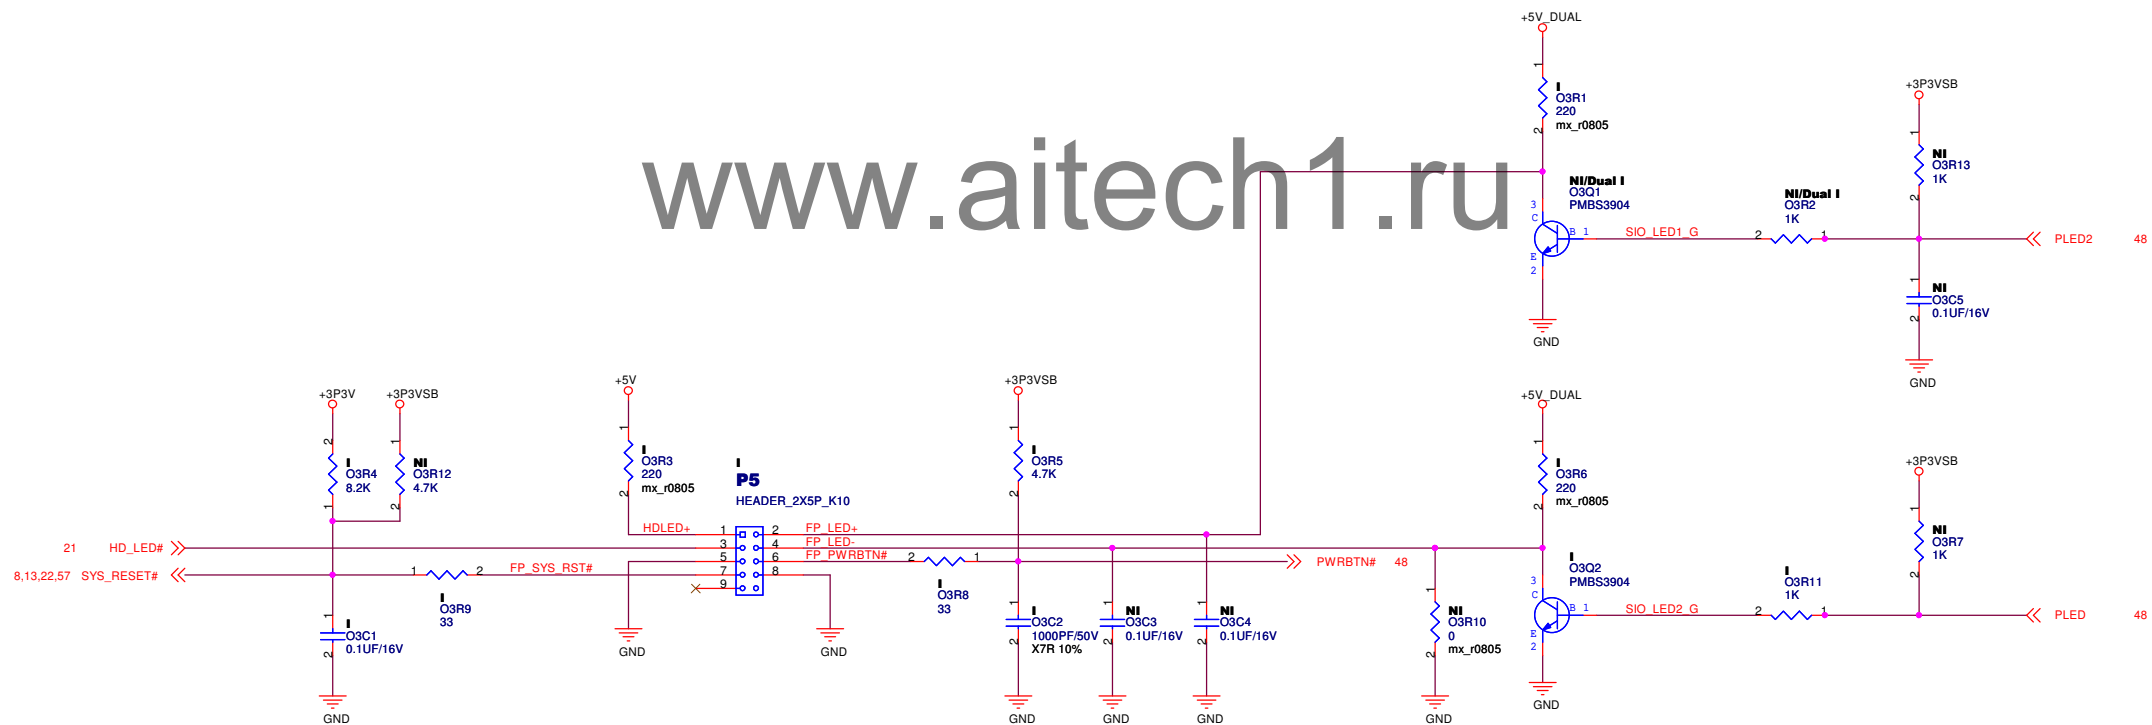 www.aitech1.ru
+5V_DUAL
1
I
O3R1
220
mx_r0805
2
+3P3VSB
1
NI
O3R13
1K
2
NI/Dual I
O3Q1
PMBS3904
3
C
B 1
E
2
SIO_LED1_G
NI/Dual I
O3R2
1K
2
1
PLED2 48
1
NI
O3C5
0.1UF/16V
2
GND
GND
+3P3V
2
I
O3R4
8.2K
1
+3P3VSB
1
NI
O3R12
4.7K
2
+5V
1
I
O3R3
220
mx_r0805
2
I
P5
HEADER_2X5P_K10
HDLED+
1 2
3 4
5 6
7 8
9
FP_LED+
FP_LED-
FP_PWRBTN#
21 HD_LED#
8,13,22,57 SYS_RESET#
1 2
I
O3R9
33
FP_SYS_RST#
1
I
O3C1
0.1UF/16V
2
GND
GND
GND
+3P3VSB
1
I
O3R5
4.7K
2
2 1
I
O3R8
33
PWRBTN# 48
1
I
O3C2
1000PF/50V
X7R 10%
2
GND
1
NI
O3C3
0.1UF/16V
2
GND
1
NI
O3C4
0.1UF/16V
2
GND
1
NI
O3R10
0
mx_r0805
2
GND
+5V_DUAL
1
I
O3R6
220
mx_r0805
2
I
O3Q2
PMBS3904
3
C
B 1
E
2
GND
SIO_LED2_G
I
O3R11
1K
2
1
+3P3VSB
1
NI
O3R7
1K
2
PLED 48